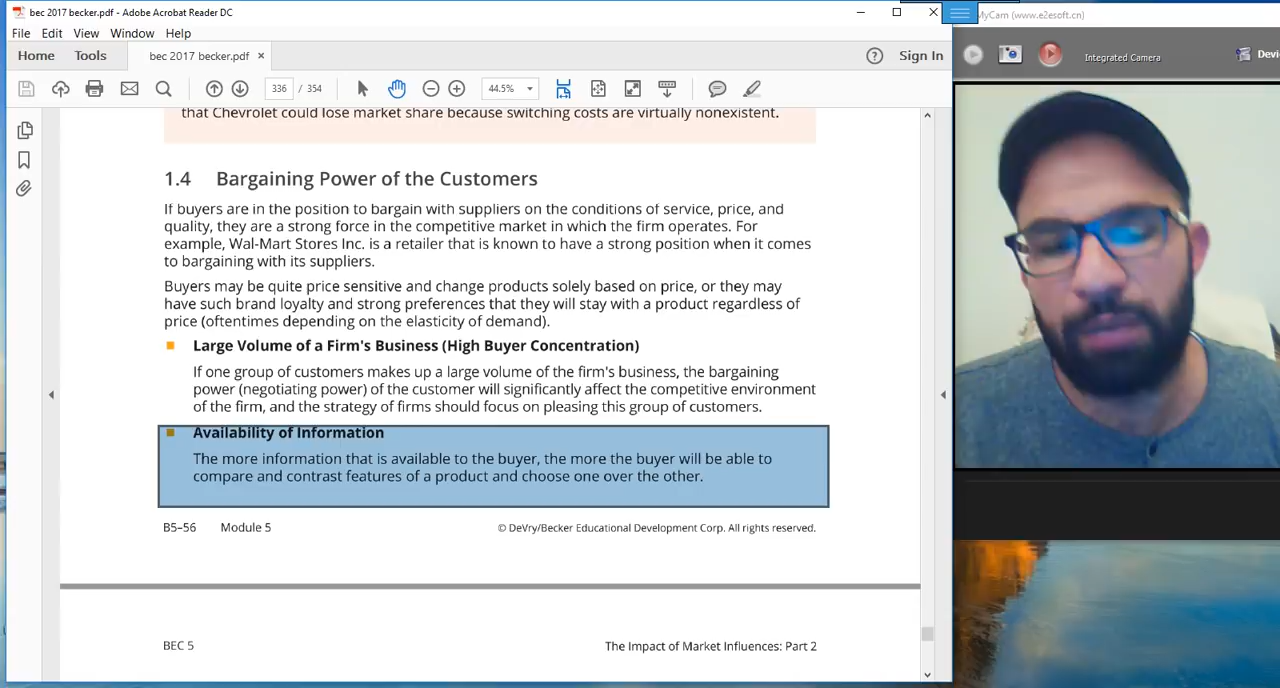 bec 2017 becker.pdf - Adobe Acrobat Reader DC
MyCam (www.e2esoft.cn)
File Edit View Window Help
Home Tools bec 2017 becker.pdf × ? Sign In
Integrated Camera Devi
336 / 354 44.5%
that Chevrolet could lose market share because switching costs are virtually nonexistent.
1.4 Bargaining Power of the Customers
If buyers are in the position to bargain with suppliers on the conditions of service, price, and
quality, they are a strong force in the competitive market in which the firm operates. For
example, Wal-Mart Stores Inc. is a retailer that is known to have a strong position when it comes
to bargaining with its suppliers.
Buyers may be quite price sensitive and change products solely based on price, or they may
have such brand loyalty and strong preferences that they will stay with a product regardless of
price (oftentimes depending on the elasticity of demand).
Large Volume of a Firm's Business (High Buyer Concentration)
If one group of customers makes up a large volume of the firm's business, the bargaining
power (negotiating power) of the customer will significantly affect the competitive environment
of the firm, and the strategy of firms should focus on pleasing this group of customers.
Availability of Information
The more information that is available to the buyer, the more the buyer will be able to
compare and contrast features of a product and choose one over the other.
B5–56 Module 5 © DeVry/Becker Educational Development Corp. All rights reserved.
BEC 5 The Impact of Market Influences: Part 2